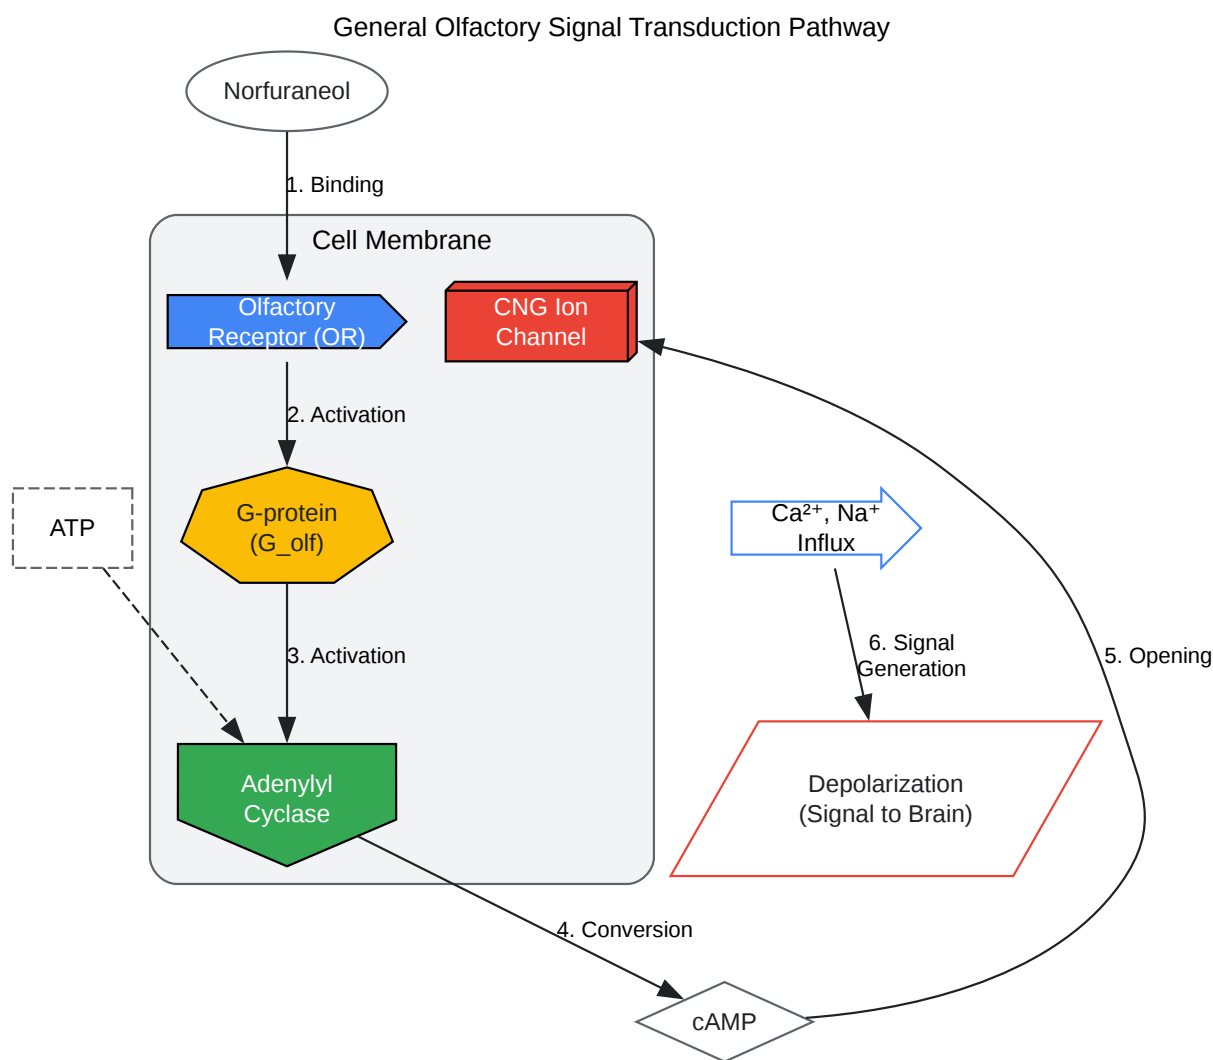 General Olfactory Signal Transduction Pathway
Norfuraneol
1. Binding
Cell Membrane
Olfactory
Receptor (OR)
CNG Ion
Channel
2. Activation
G-protein
(G_olf)
ATP
Ca²⁺, Na⁺
Influx
3. Activation
6. Signal
Generation
5. Opening
Adenylyl
Cyclase
Depolarization
(Signal to Brain)
4. Conversion
cAMP